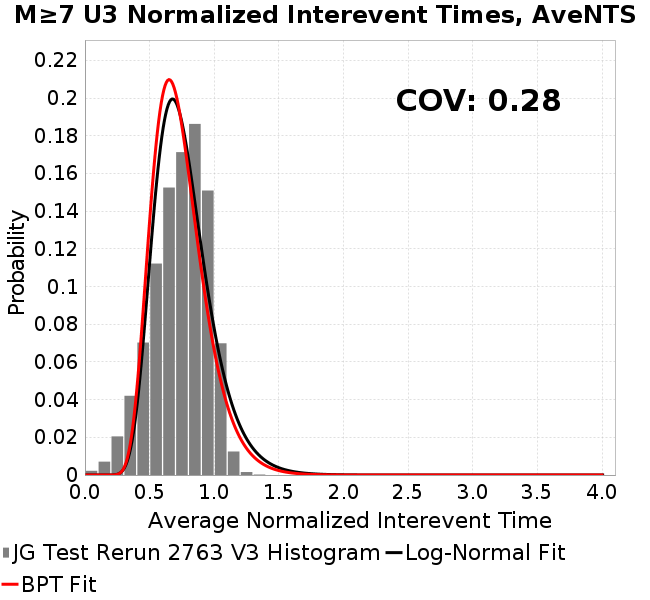 M≥7 U3 Normalized Interevent Times, AveNTS
COV: 0.28
Probability
0.22
0.2
0.18
0.16
0.14
0.12
0.1
0.08
0.06
0.04
0.02
0
0.0 0.5 1.0 1.5 2.0 2.5 3.0 3.5 4.0
Average Normalized Interevent Time
JG Test Rerun 2763 V3 Histogram Log-Normal Fit
BPT Fit